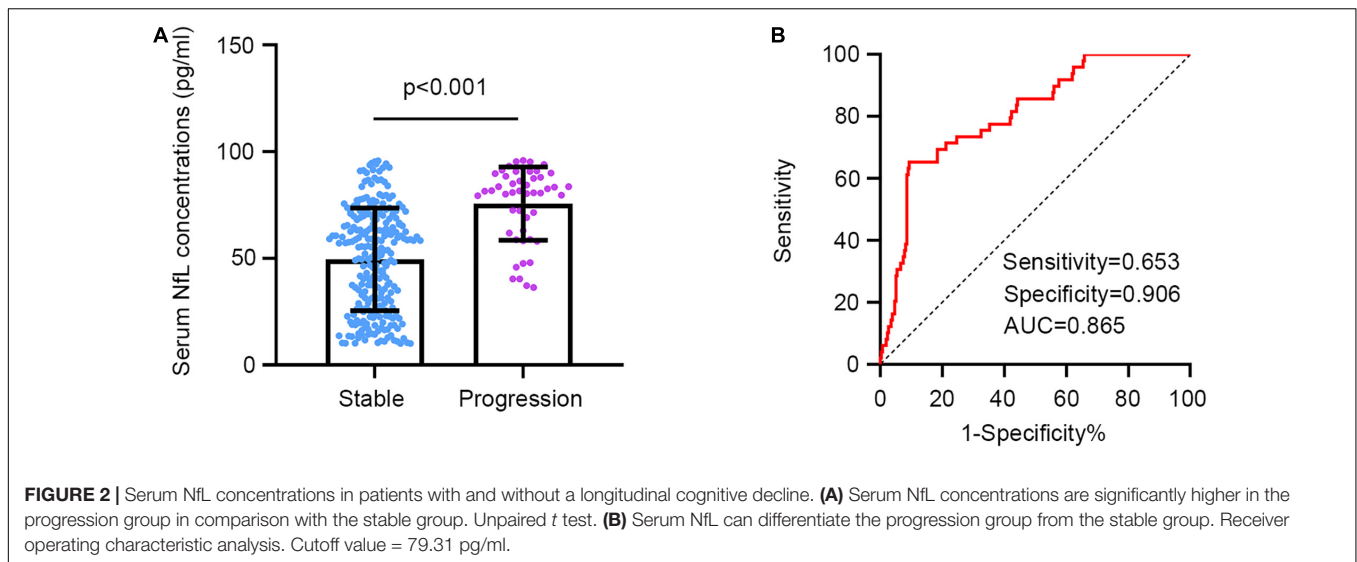 A
Serum NfL concentrations (pg/ml)
150
100
50
0
p<0.001
Stable Progression
B
Sensitivity
100
80
60
40
20
0
Sensitivity=0.653
Specificity=0.906
AUC=0.865
0 20 40 60 80 100
1-Specificity%
FIGURE 2 | Serum NfL concentrations in patients with and without a longitudinal cognitive decline. (A) Serum NfL concentrations are significantly higher in the
progression group in comparison with the stable group. Unpaired t test. (B) Serum NfL can differentiate the progression group from the stable group. Receiver
operating characteristic analysis. Cutoff value = 79.31 pg/ml.